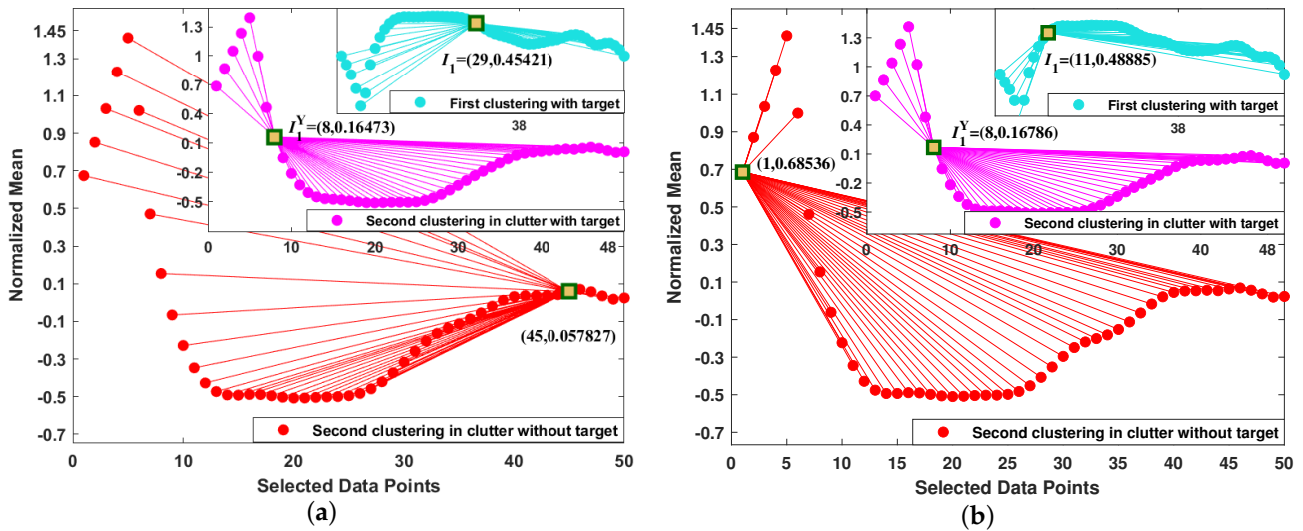 1.45
1.3
1.1
0.9
0.7
0.5
0.3
0.1
-0.1
-0.3
-0.5
-0.7
Normalized Mean
0 10 20 30 40 50
Selected Data Points
(a)
1.3
1
0.7
0.4
0.1
-0.2
-0.5
0 10 20 30 40 48
I₁=(29,0.45421)
First clustering with target
38
I₁^Y=(8,0.16473)
Second clustering in clutter with target
(45,0.057827)
Second clustering in clutter without target
1.45
1.3
1.1
0.9
0.7
0.5
0.3
0.1
-0.1
-0.3
-0.5
-0.7
Normalized Mean
0 5 10 15 20 25 30 35 40 45 50
Selected Data Points
(b)
1.3
1
0.7
0.4
0.1
-0.2
-0.5
0 10 20 30 40 48
I₁=(11,0.48885)
First clustering with target
38
I₁^Y=(8,0.16786)
Second clustering in clutter with target
(1,0.68536)
Second clustering in clutter without target